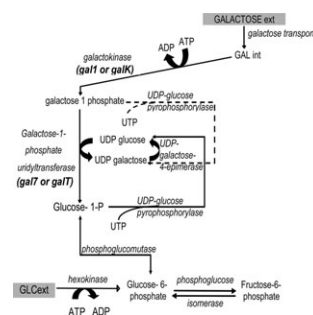 GALACTOSE ext
galactose transport
ADP ATP
galactokinase
(gal1 or galK)
GAL int
galactose 1 phosphate
UDP-glucose
pyrophosphorylase
UTP
Galactose-1-
phosphate
uridyltransferase
(gal7 or galT)
UDP glucose
UDP galactose
UDP-
galactose-
4-epimerase
Glucose- 1-P
UDP-glucose
pyrophosphorylase
UTP
phosphoglucomutase
GLCext
hexokinase
ATP ADP
Glucose- 6-
phosphate
phosphoglucose
isomerase
Fructose-6-
phosphate